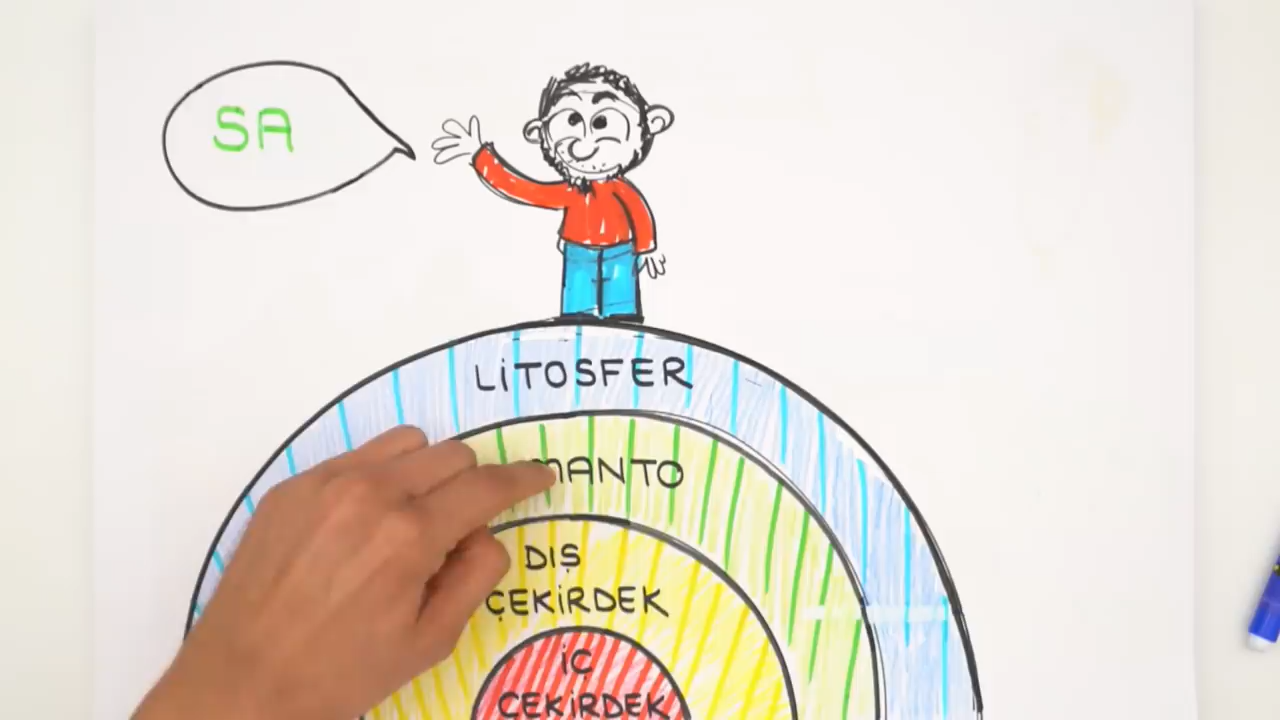 SA
LİTOSFER
MANTO
DIŞ
ÇEKİRDEK
İÇ
ÇEKİRDEK